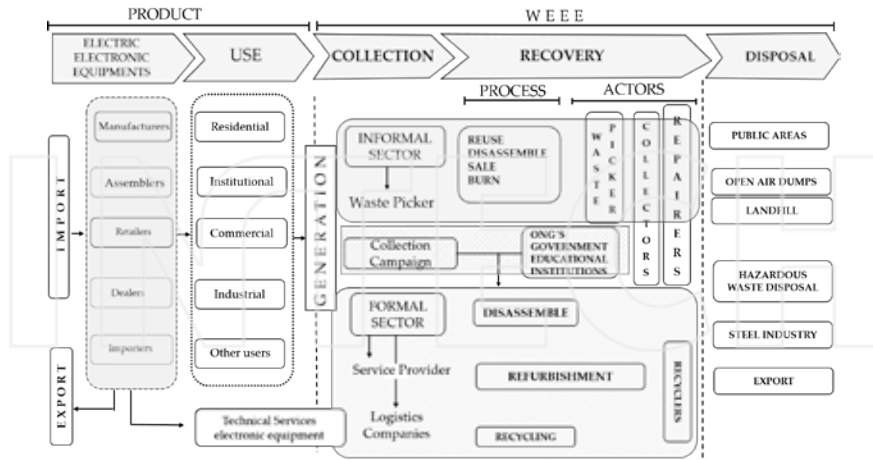 PRODUCT
W E E E
ELECTRIC
ELECTRONIC
EQUIPMENTS
USE
COLLECTION
RECOVERY
DISPOSAL
PROCESS
ACTORS
IMPORT
EXPORT
Manufacturers
Assemblers
Retailers
Dealers
Importers
Residential
Institutional
Commercial
Industrial
Other users
Technical Services
electronic equipment
GENERATION
INFORMAL
SECTOR
Waste Picker
REUSE
DISASSEMBLE
SALE
BURN
WASTE
PICKER
COLLECTORS
REPAIRERS
Collection
Campaign
ONG'S
GOVERNMENT
EDUCATIONAL
INSTITUTIONS
FORMAL
SECTOR
Service Provider
Logistics
Companies
DISASSEMBLE
REFURBISHMENT
RECYCLING
RECYCLERS
PUBLIC AREAS
OPEN AIR DUMPS
LANDFILL
HAZARDOUS
WASTE DISPOSAL
STEEL INDUSTRY
EXPORT